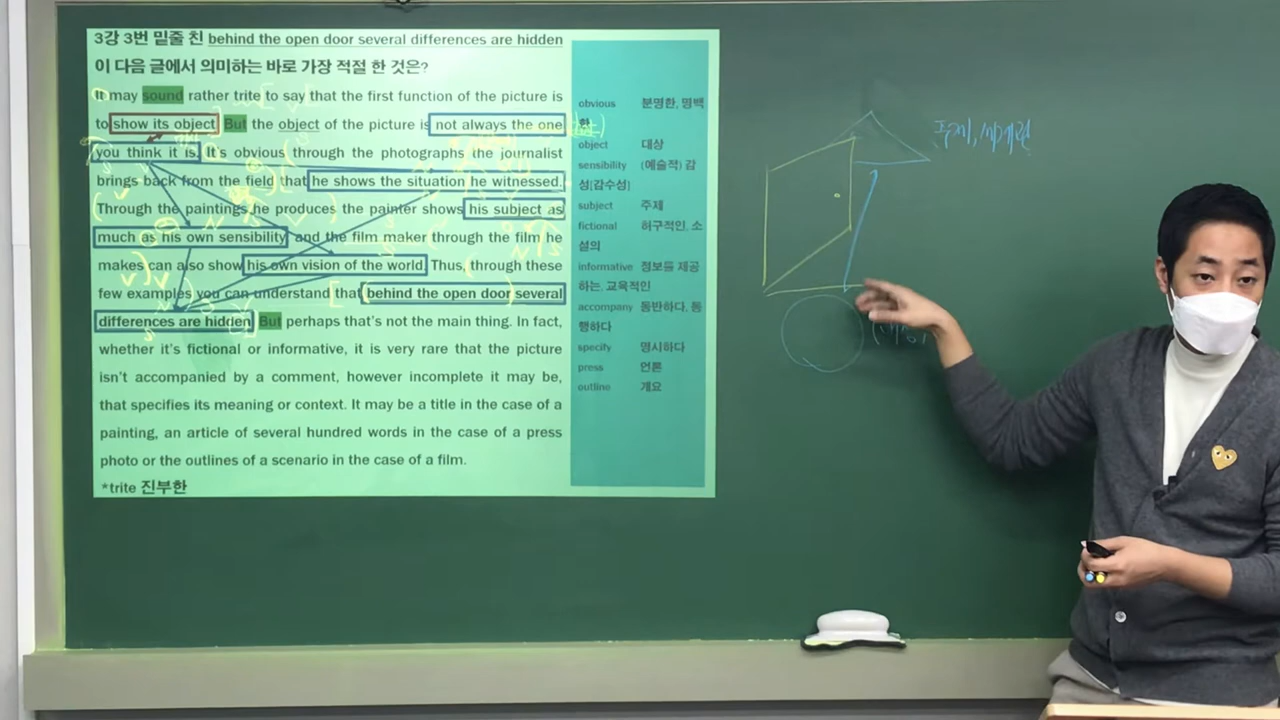 3강 3번 밑줄 친 behind the open door several differences are hidden
이 다음 글에서 의미하는 바로 가장 적절 한 것은?
It may sound rather trite to say that the first function of the picture is
to show its object But the object of the picture is not always the one
you think it is. It's obvious through the photographs the journalist
brings back from the field that he shows the situation he witnessed.
Through the paintings he produces the painter shows his subject as
much as his own sensibility and the film maker through the film he
makes can also show his own vision of the world. Thus, through these
few examples you can understand that behind the open door several
differences are hidden But perhaps that's not the main thing. In fact,
whether it's fictional or informative, it is very rare that the picture
isn't accompanied by a comment, however incomplete it may be,
that specifies its meaning or context. It may be a title in the case of a
painting, an article of several hundred words in the case of a press
photo or the outlines of a scenario in the case of a film.
*trite 진부한
obvious 분명한, 명백
한
object 대상
sensibility (예술적) 감
성[감수성]
subject 주제
fictional 허구적인, 소
설의
informative 정보를 제공
하는, 교육적인
accompany 동반하다, 동
행하다
specify 명시하다
press 언론
outline 개요
주제, 세계관